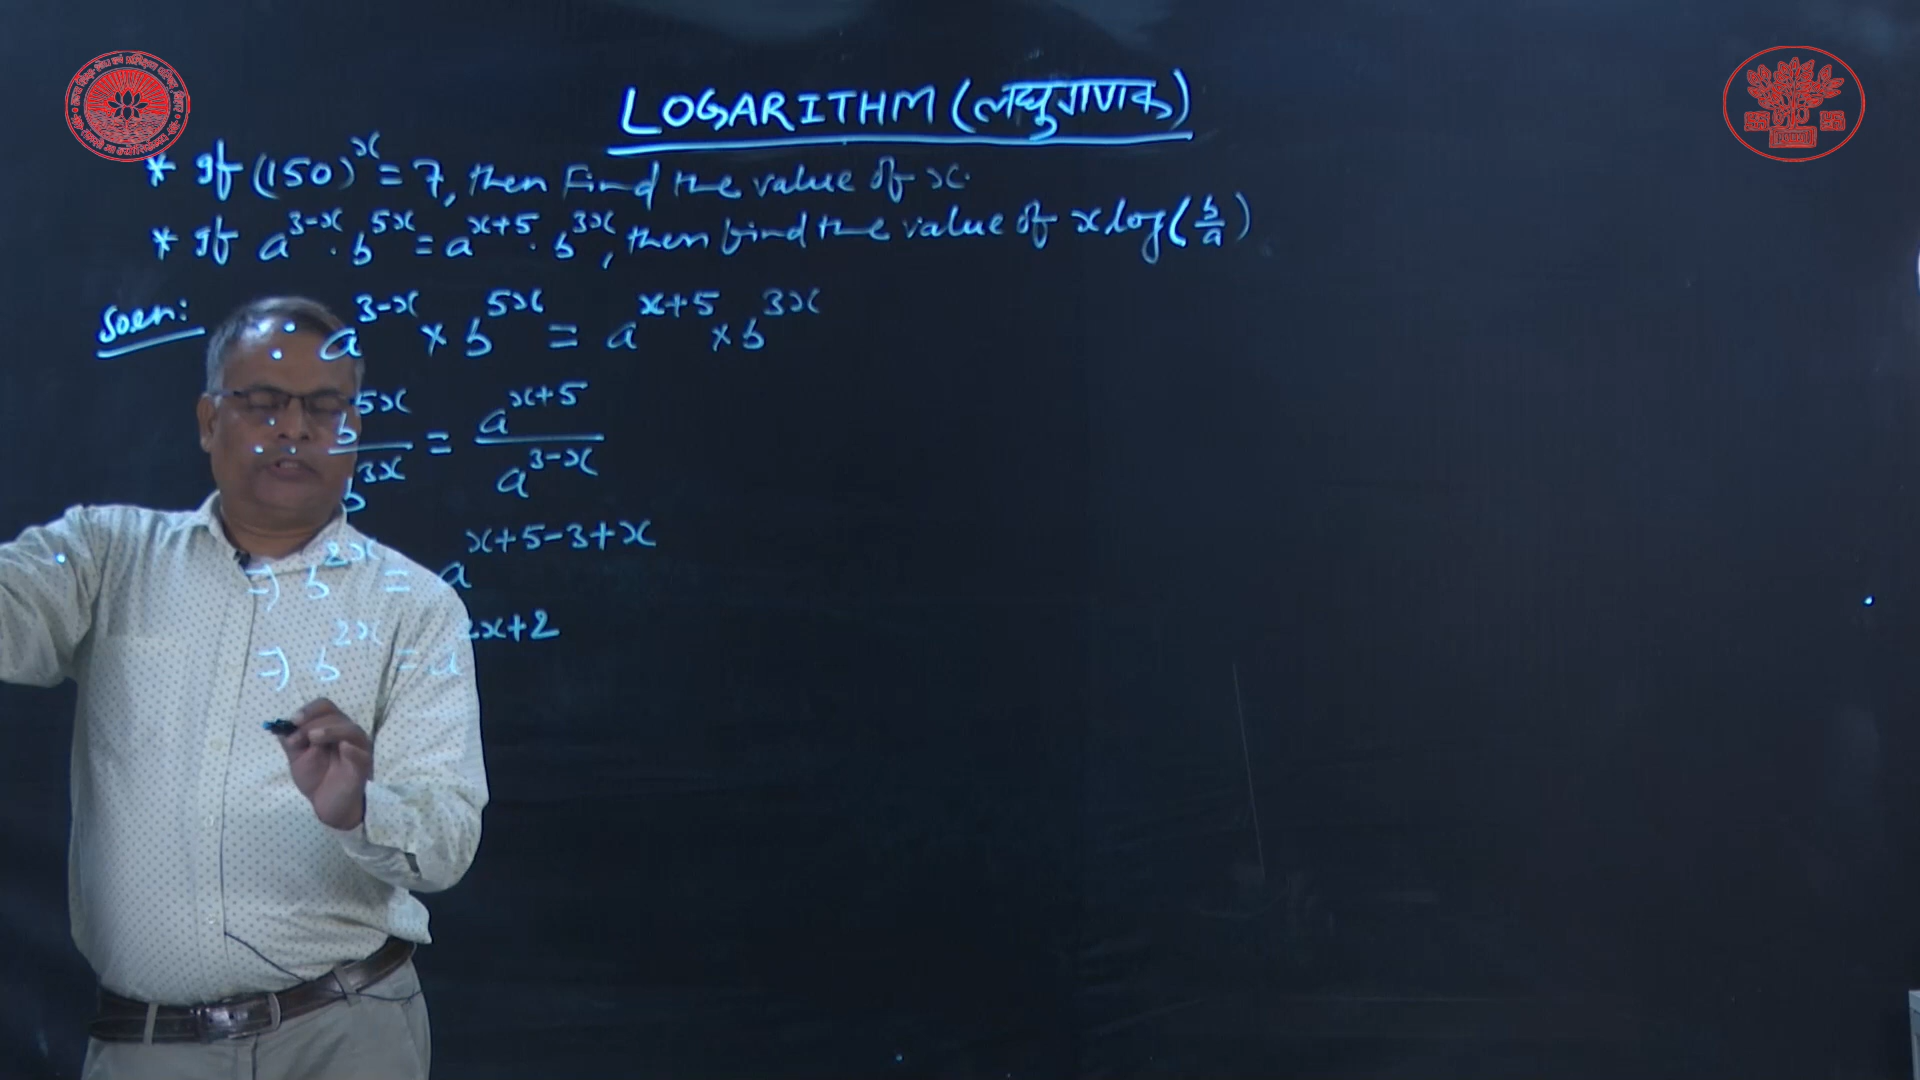 LOGARITHM (लघुगणक)
* If (150)^x = 7, then Find the value of x.
* If a^(3-x) . b^(5x) = a^(x+5) . b^(3x), then find the value of x log(b/a)
Soln:
∵ a^(3-x) × b^(5x) = a^(x+5) × b^(3x)
∴ b^(5x)/b^(3x) = a^(x+5)/a^(3-x)
=> b^(2x) = a^(x+5-3+x)
=> b^(2x) = a^(2x+2)